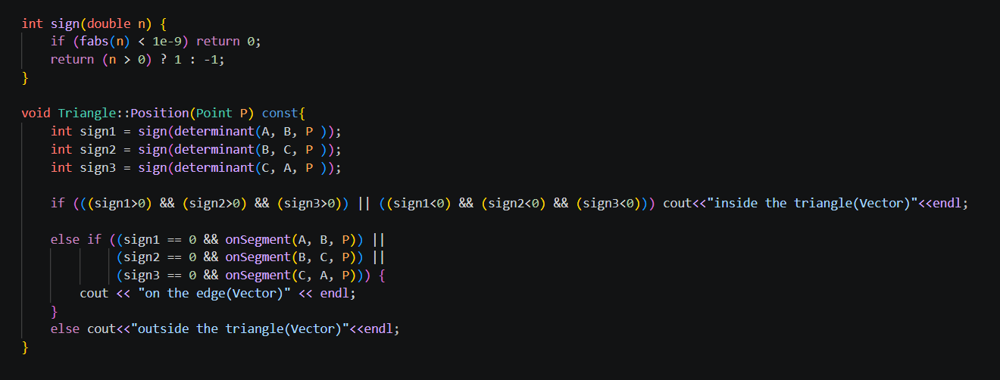 int sign(double n) {
    if (fabs(n) < 1e-9) return 0;
    return (n > 0) ? 1 : -1;
}

void Triangle::Position(Point P) const{
    int sign1 = sign(determinant(A, B, P ));
    int sign2 = sign(determinant(B, C, P ));
    int sign3 = sign(determinant(C, A, P ));

    if (((sign1>0) && (sign2>0) && (sign3>0)) || ((sign1<0) && (sign2<0) && (sign3<0))) cout<<"inside the triangle(Vector)"<<endl;

    else if ((sign1 == 0 && onSegment(A, B, P)) ||
             (sign2 == 0 && onSegment(B, C, P)) ||
             (sign3 == 0 && onSegment(C, A, P))) {
        cout << "on the edge(Vector)" << endl;
    }
    else cout<<"outside the triangle(Vector)"<<endl;
}